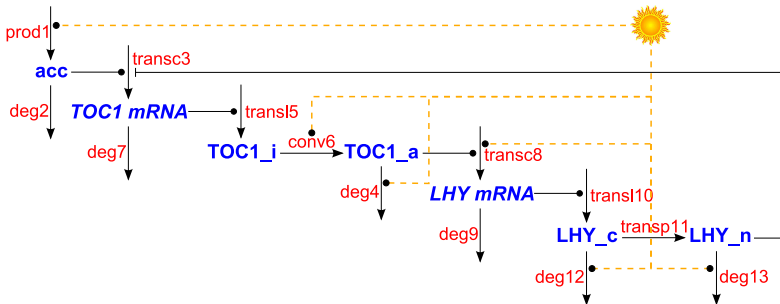 prod1
transc3
acc
deg2
TOC1 mRNA
transl5
deg7
conv6
TOC1_i
TOC1_a
transc8
deg4
LHY mRNA
transl10
deg9
transp11
LHY_c
LHY_n
deg12
deg13